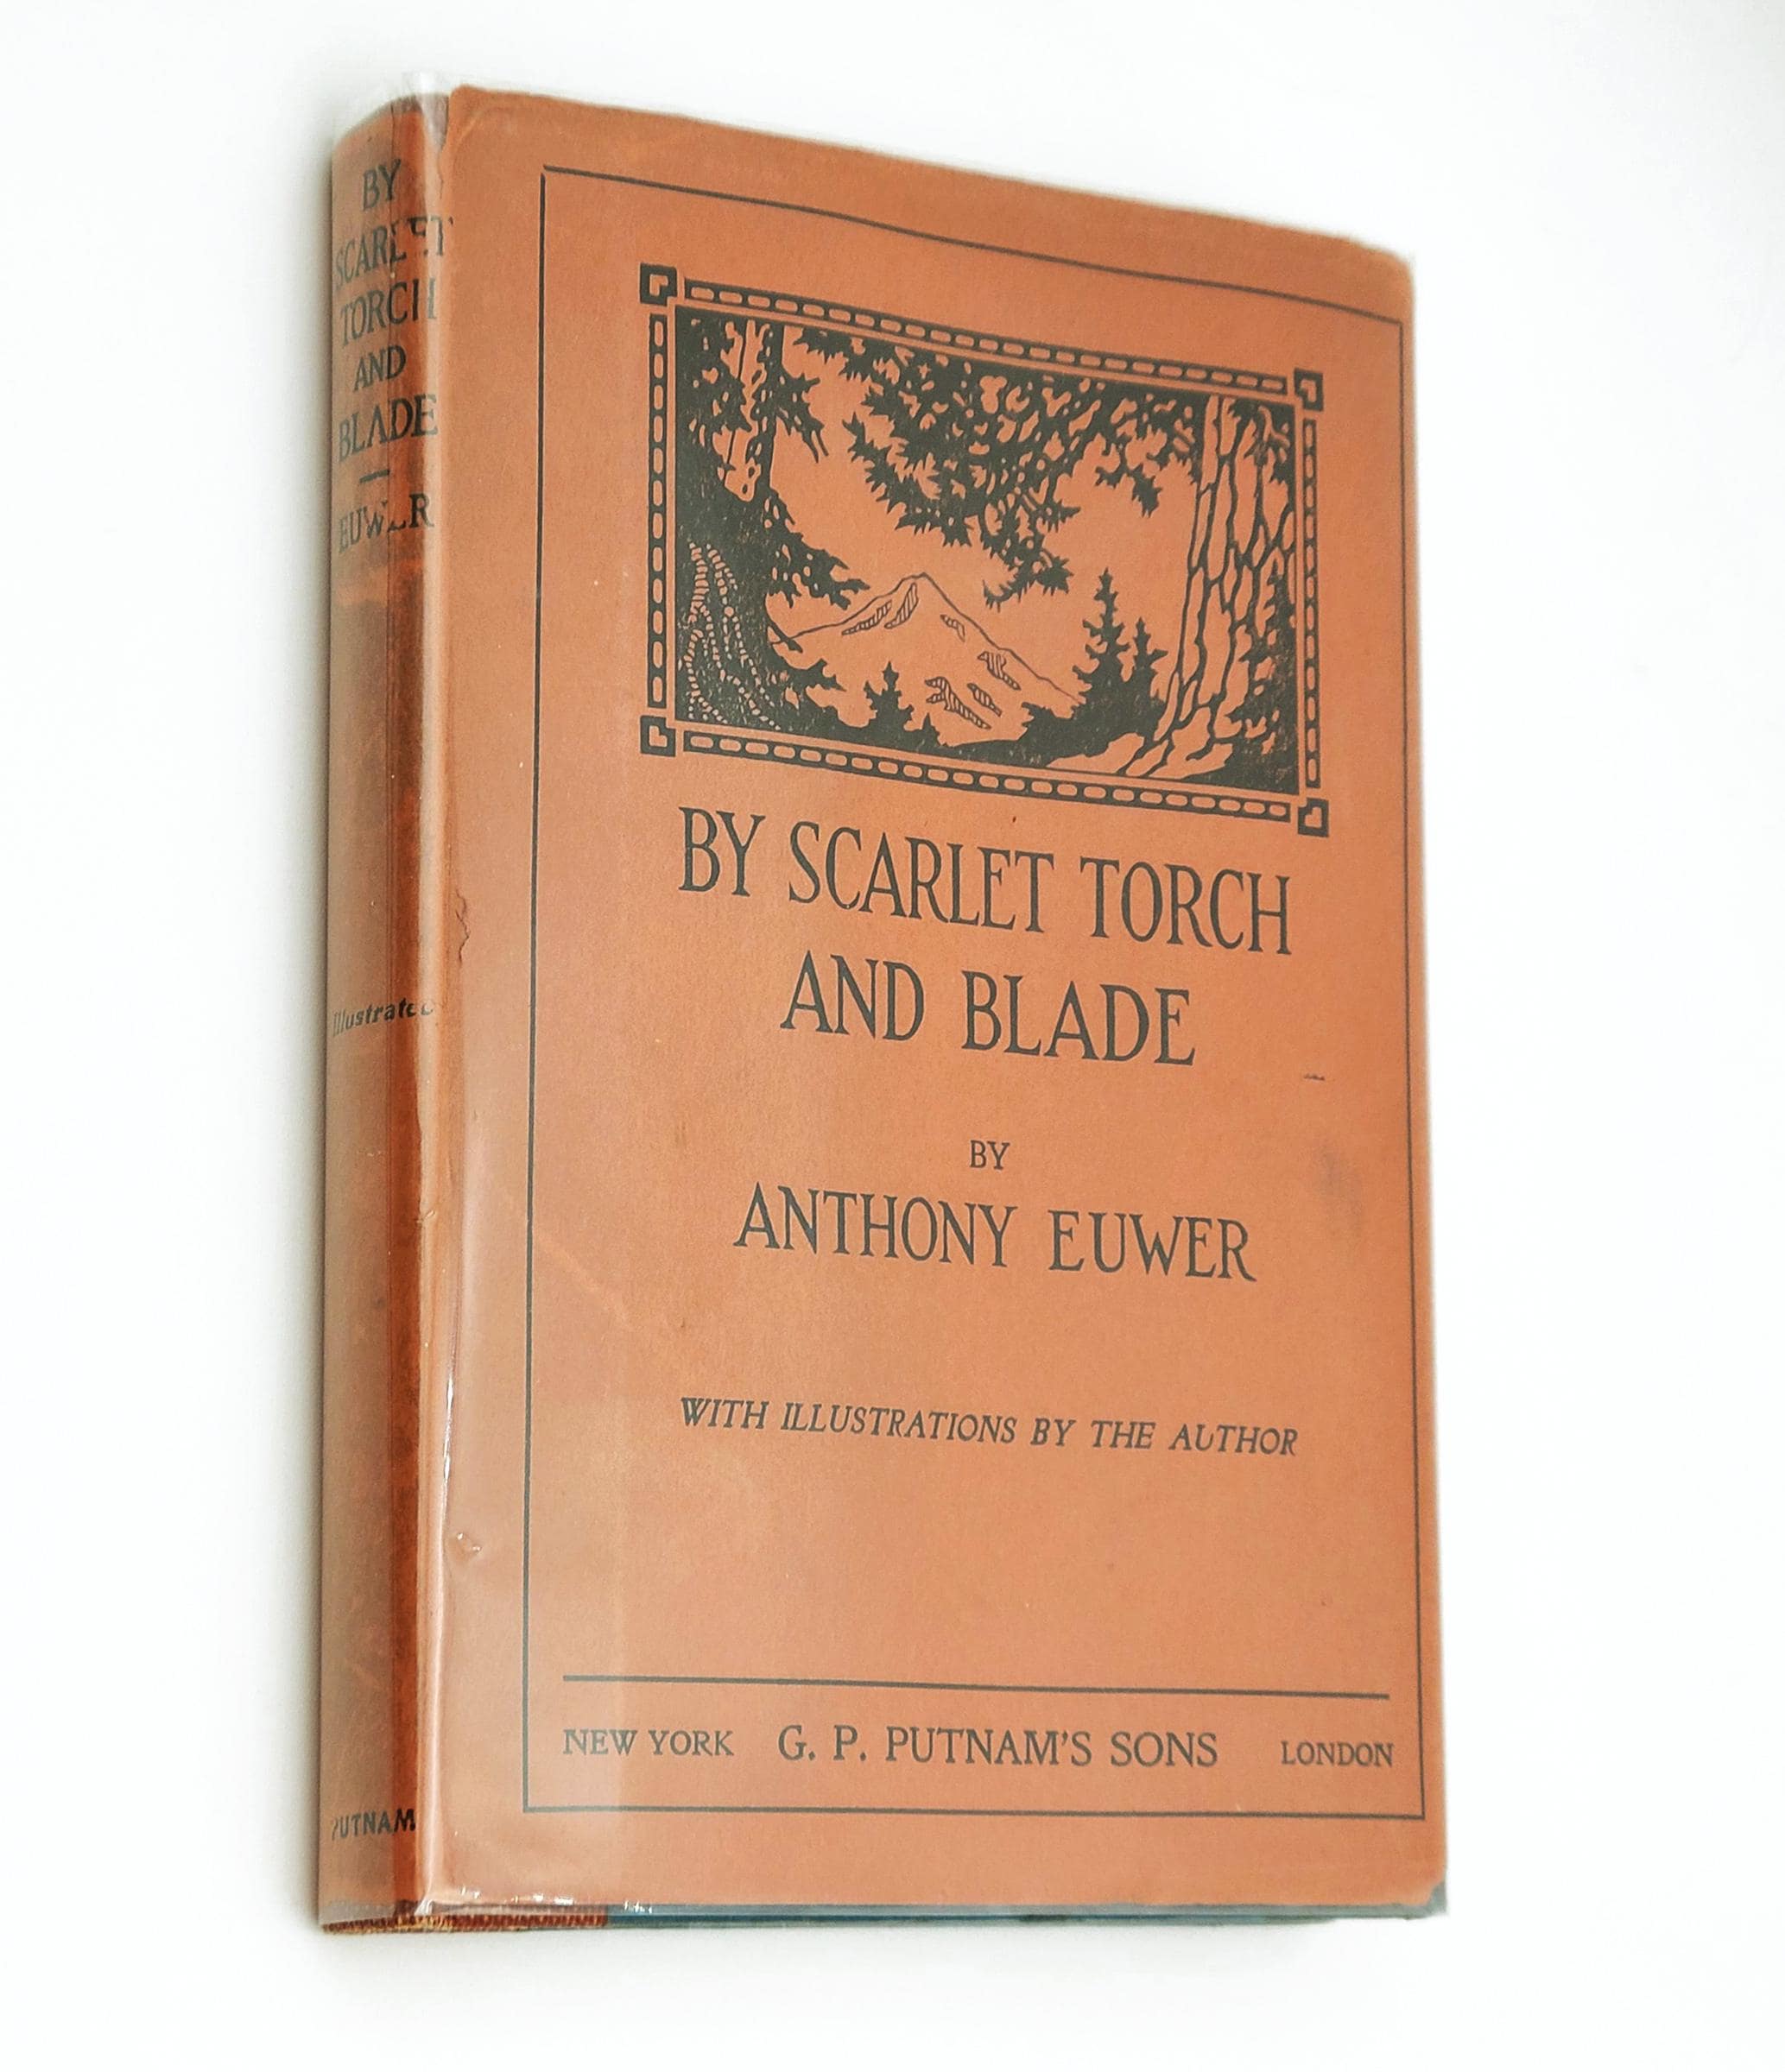 BY
SCARLET
TORCH
AND
BLADE
EUWER
Illustrated
PUTNAM
BY SCARLET TORCH
AND BLADE
BY
ANTHONY EUWER
WITH ILLUSTRATIONS BY THE AUTHOR
NEW YORK G. P. PUTNAM'S SONS LONDON